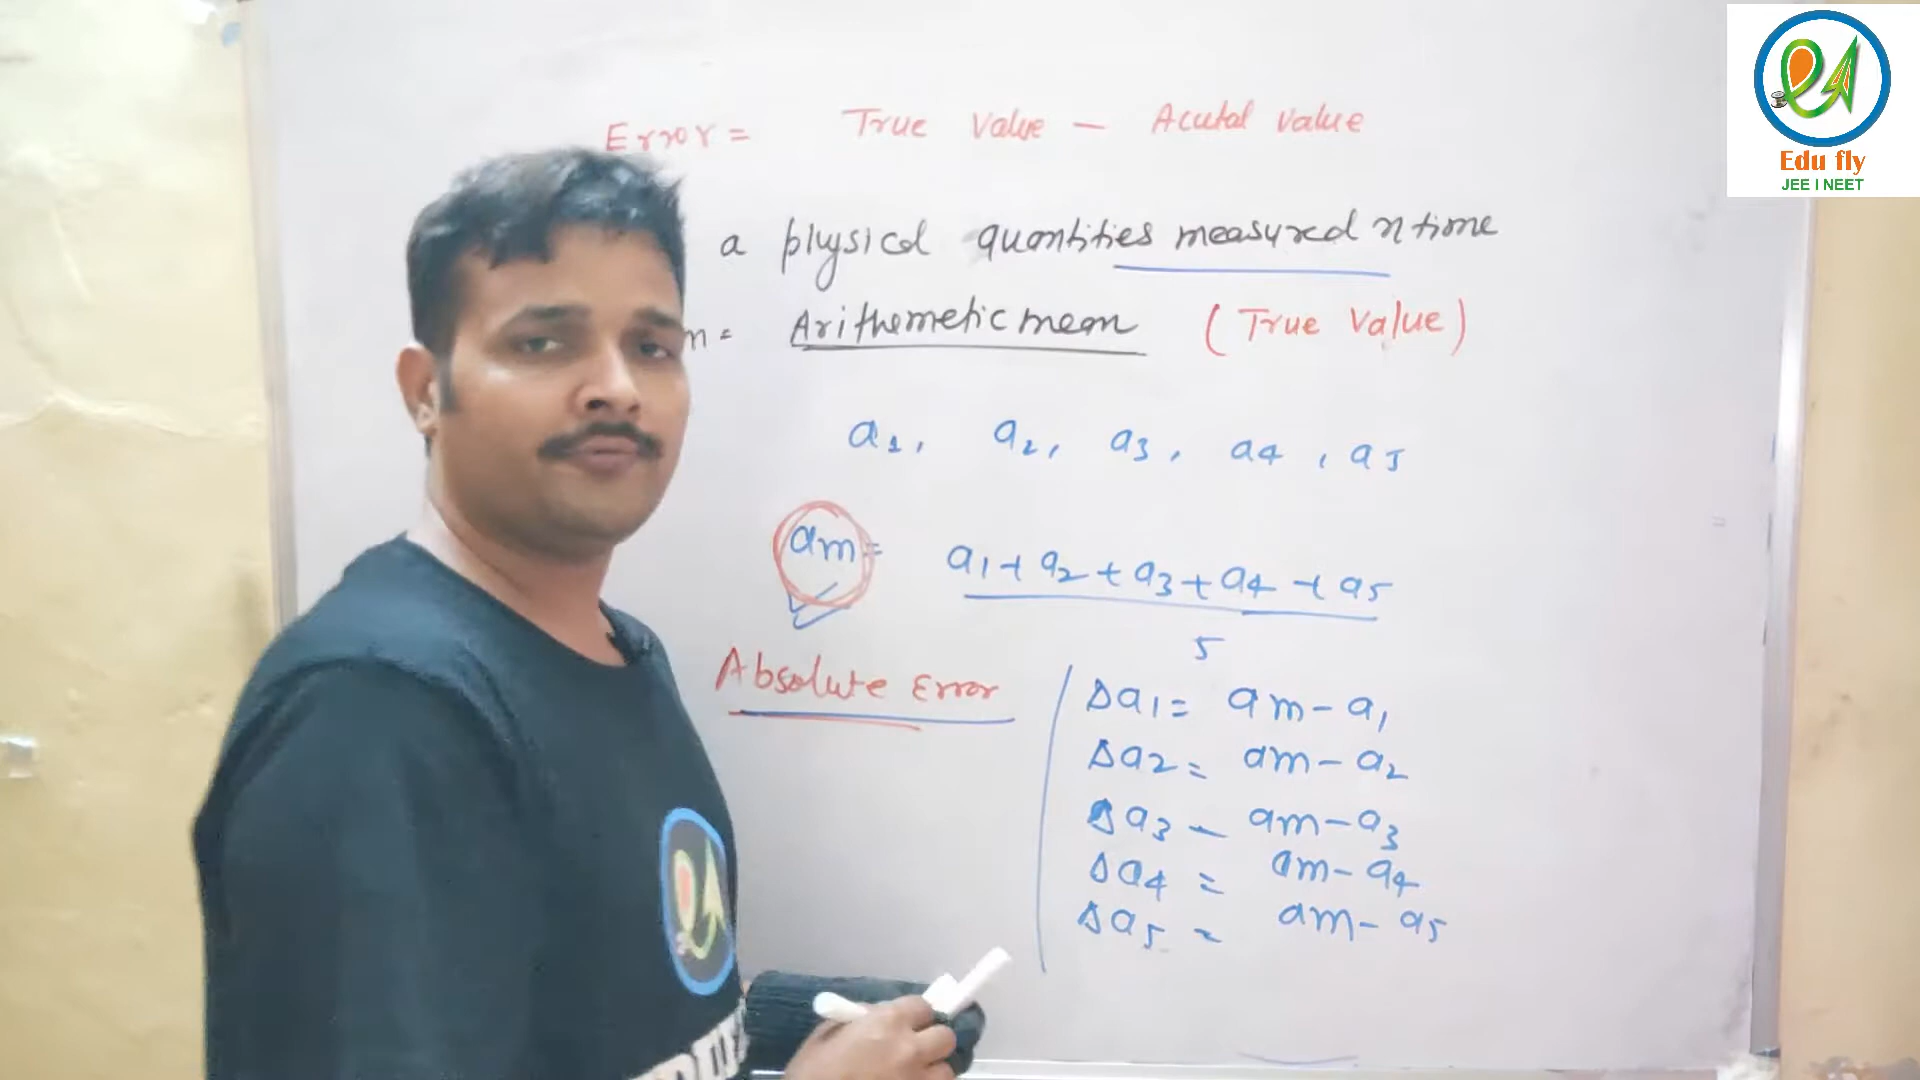 Error = True Value - Acutal value
a physical quantities measured n time
m = Arithemetic mean (True Value)
a1, a2, a3, a4, a5
am = a1 + a2 + a3 + a4 + a5
5
Absolute Error
Δa1 = am - a1
Δa2 = am - a2
Δa3 - am - a3
Δa4 = am - a4
Δa5 = am - a5
Edu fly
JEE I NEET